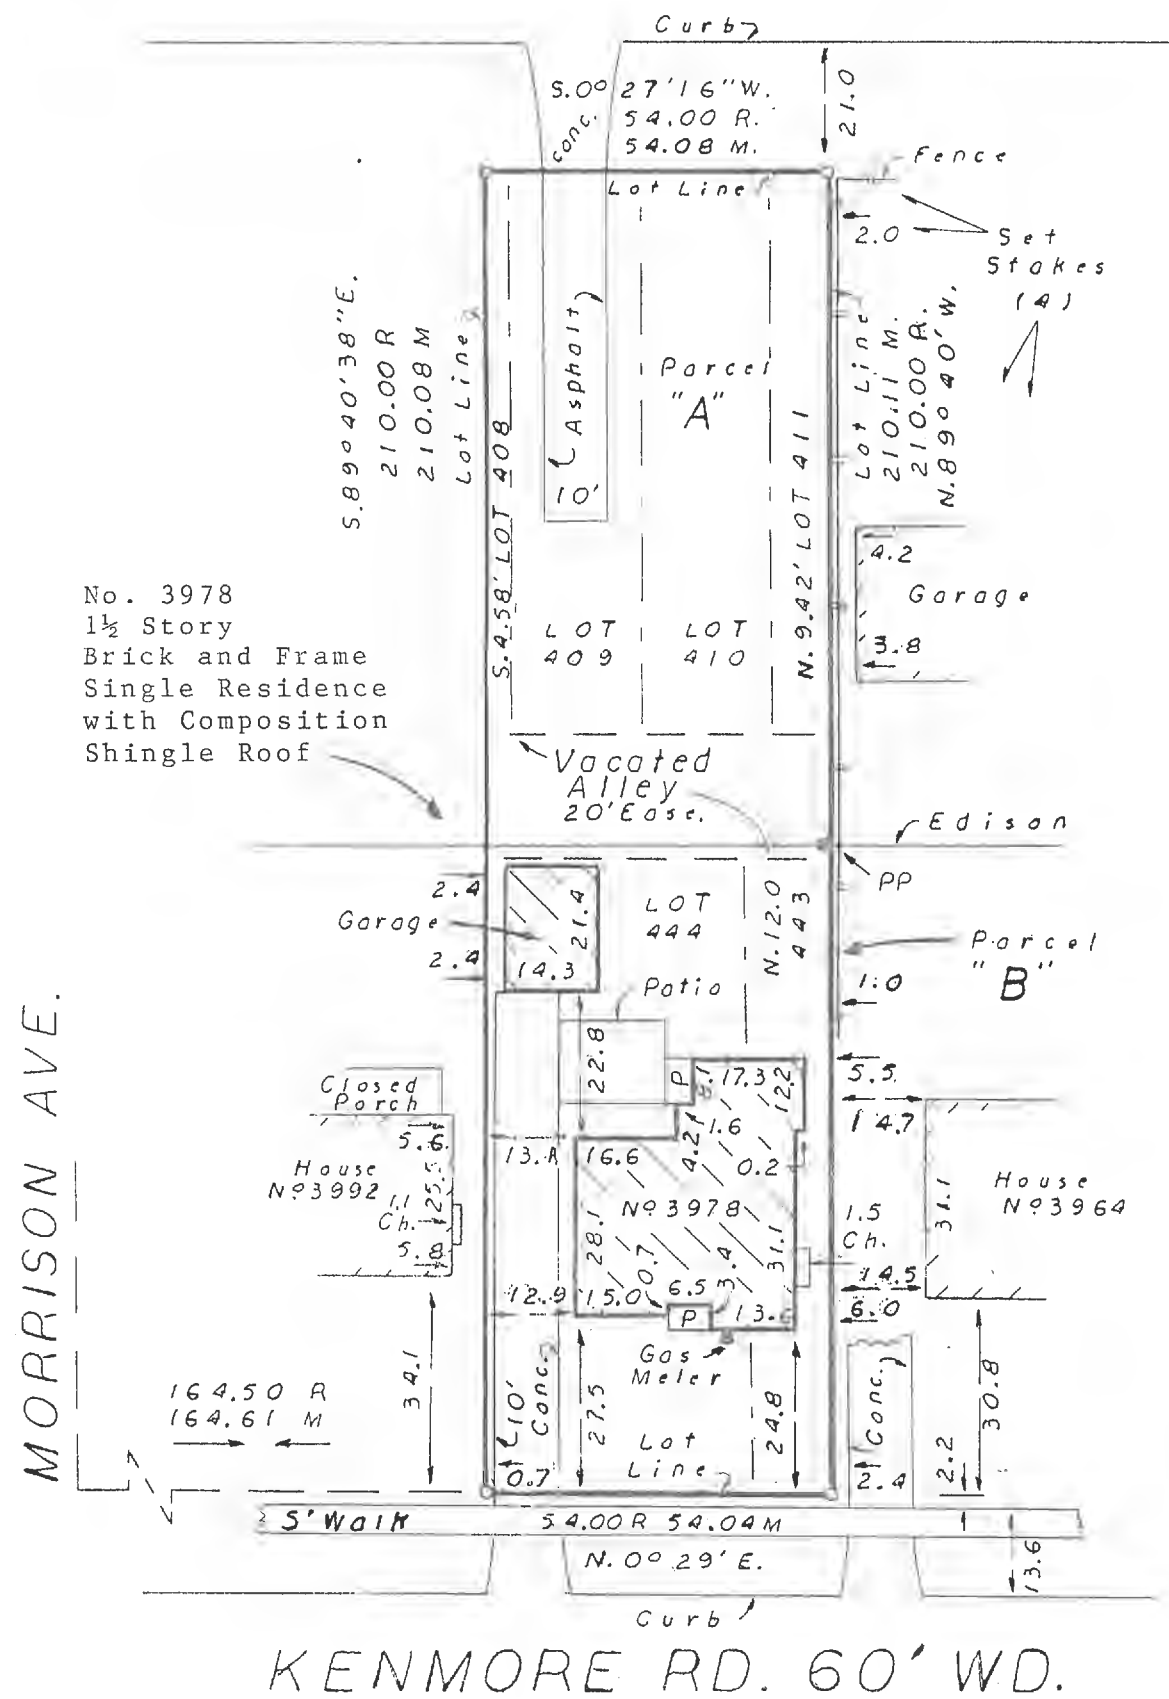 Curb
S.0° 27'16"W.
54.00 R.
54.08 M.
conc.
21.0
Fence
Lot Line
2.0
Set
Stakes
(4)
S.89°40'38"E.
210.00 R
210.08 M
Lot Line
S.4.58' LOT 408
Asphalt
10'
Parcel
"A"
N.9.42' LOT 411
Lot Line
210.11 M.
210.00 R.
N.89°40'W.
4.2
Garage
3.8
No. 3978
1½ Story
Brick and Frame
Single Residence
with Composition
Shingle Roof
LOT
409
LOT
410
Vacated
Alley
20' Ease.
Edison
PP
2.4
Garage
2.4
21.4
14.3
LOT
444
N.12.0
443
Parcel
"B"
1.0
Patio
22.8
P
8.1
17.3
12.2
5.5
14.7
Closed
Porch
5.6
House
Nº3992
1.1
Ch.
25.5
5.8
16.6
4.2
1.6
0.2
Nº3978
28.1
0.7
3.4
31.1
1.5
Ch.
31.1
House
Nº3964
14.5
12.9
15.0
6.5
P
6.0
Gas
Meter
34.1
10'
Conc.
27.5
24.8
Conc.
30.8
164.50 R
164.61 M
Lot
Line
0.7
2.4
2.2
5' Walk
54.00 R 54.04 M
N. 0° 29' E.
13.6
Curb
MORRISON AVE.
KENMORE RD. 60' WD.